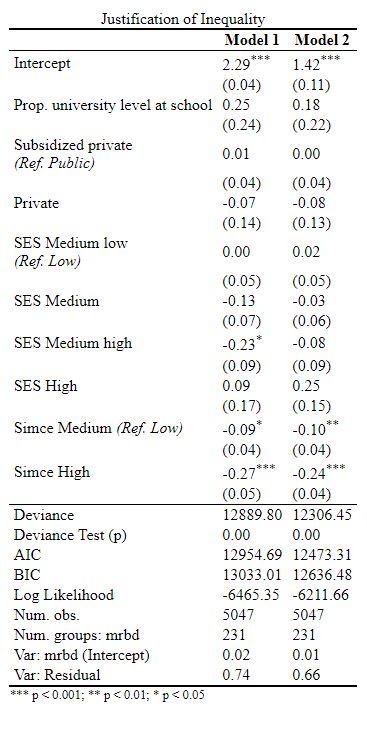 Justification of Inequality
Model 1 Model 2
Intercept 2.29*** 1.42***
(0.04) (0.11)
Prop. university level at school 0.25 0.18
(0.24) (0.22)
Subsidized private
(Ref. Public) 0.01 0.00
(0.04) (0.04)
Private -0.07 -0.08
(0.14) (0.13)
SES Medium low
(Ref. Low) 0.00 0.02
(0.05) (0.05)
SES Medium -0.13 -0.03
(0.07) (0.06)
SES Medium high -0.23* -0.08
(0.09) (0.09)
SES High 0.09 0.25
(0.17) (0.15)
Simce Medium (Ref. Low) -0.09* -0.10**
(0.04) (0.04)
Simce High -0.27*** -0.24***
(0.05) (0.04)
Deviance 12889.80 12306.45
Deviance Test (p) 0.00 0.00
AIC 12954.69 12473.31
BIC 13033.01 12636.48
Log Likelihood -6465.35 -6211.66
Num. obs. 5047 5047
Num. groups: mrbd 231 231
Var: mrbd (Intercept) 0.02 0.01
Var: Residual 0.74 0.66
*** p < 0.001; ** p < 0.01; * p < 0.05